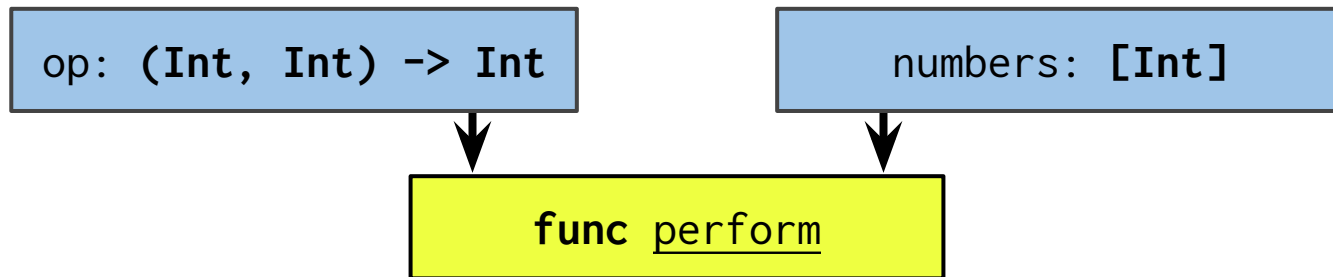 op: (Int, Int) -> Int
numbers: [Int]
func perform